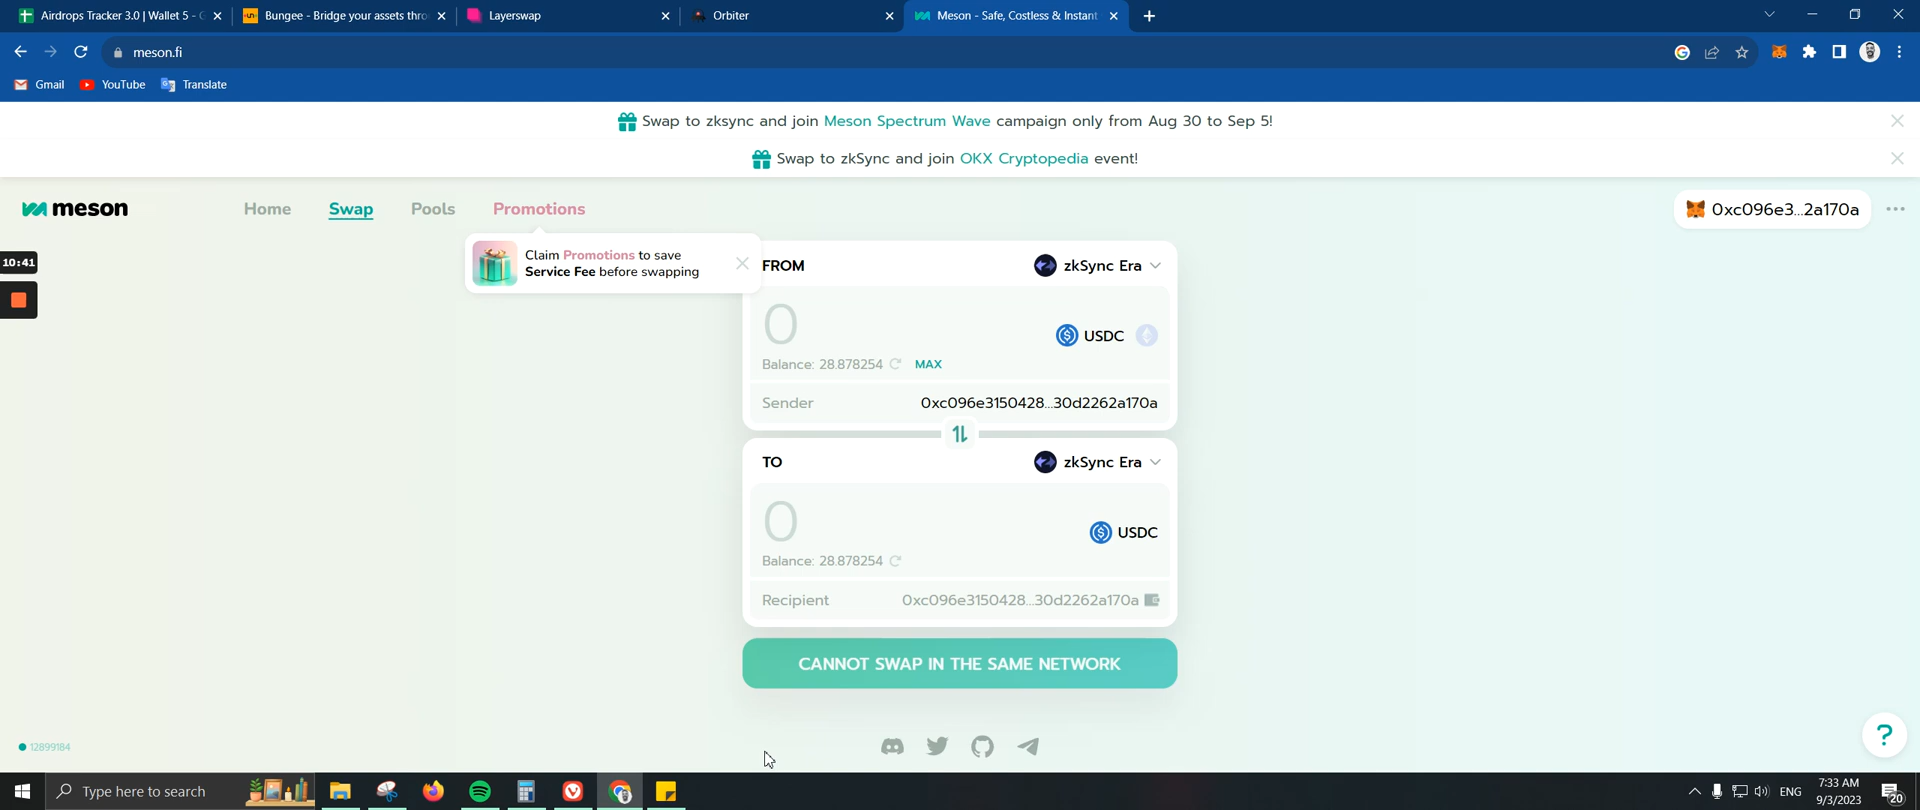 Airdrops Tracker 3.0 | Wallet 5 - G
Bungee - Bridge your assets thro
Layerswap
Orbiter
Meson - Safe, Costless & Instant
meson.fi
Gmail
YouTube
Translate
Swap to zksync and join Meson Spectrum Wave campaign only from Aug 30 to Sep 5!
Swap to zkSync and join OKX Cryptopedia event!
meson
Home
Swap
Pools
Promotions
0xc096e3...2a170a
10:41
Claim Promotions to save
Service Fee before swapping
FROM
zkSync Era
0
USDC
Balance: 28.878254
MAX
Sender
0xc096e3150428...30d2262a170a
TO
zkSync Era
0
USDC
Balance: 28.878254
Recipient
0xc096e3150428...30d2262a170a
CANNOT SWAP IN THE SAME NETWORK
12899184
?
Type here to search
ENG
7:33 AM
9/3/2023
20